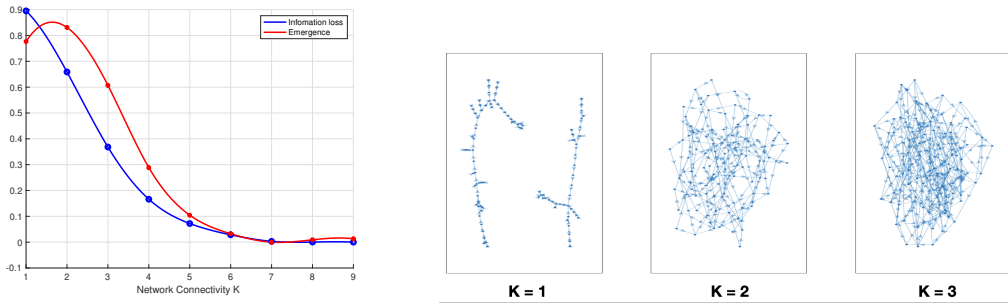 0.9
0.8
0.7
0.6
0.5
0.4
0.3
0.2
0.1
0
-0.1
1 2 3 4 5 6 7 8 9
Network Connectivity K
Infomation loss
Emergence
K = 1
K = 2
K = 3